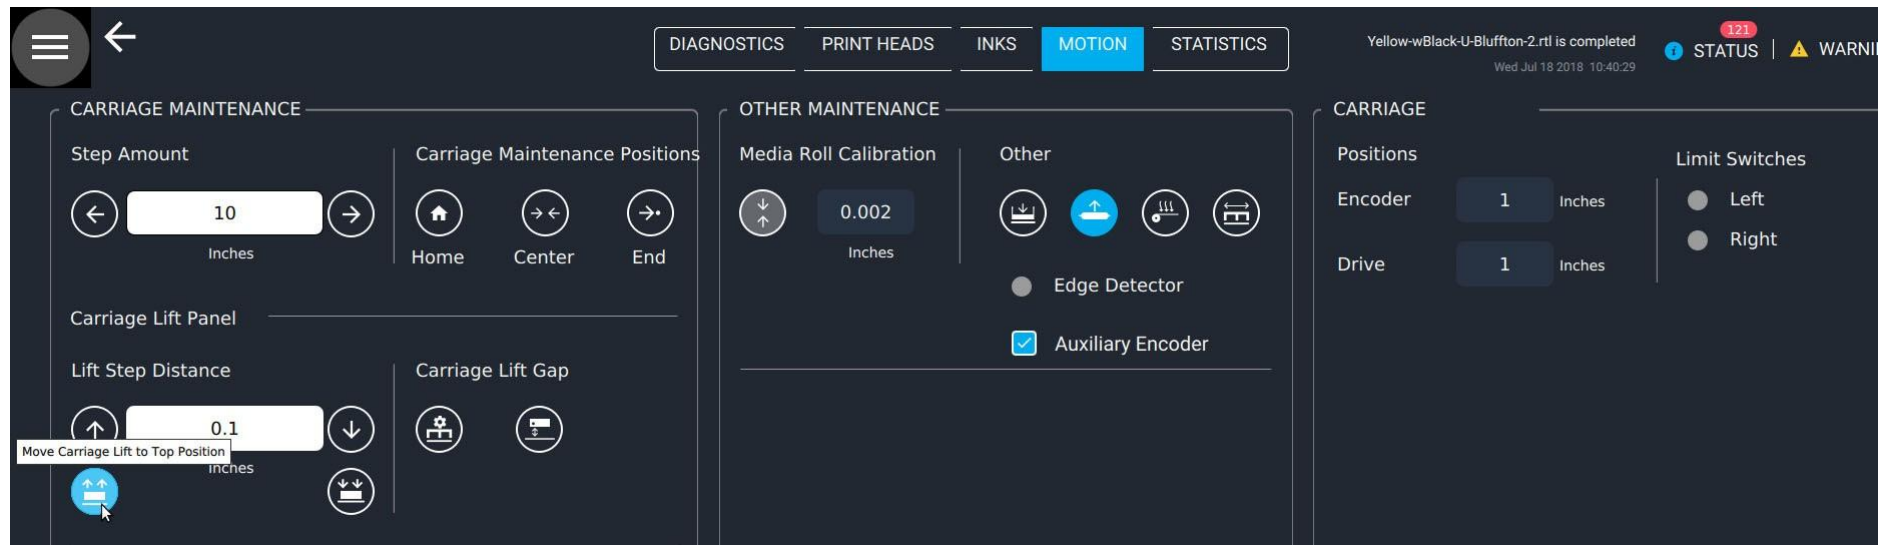 DIAGNOSTICS PRINT HEADS INKS MOTION STATISTICS
Yellow-wBlack-U-Bluffton-2.rtl is completed
Wed Jul 18 2018 10:40:29
121
STATUS
CARRIAGE MAINTENANCE
Step Amount
10
Inches
Carriage Maintenance Positions
Home Center End
Carriage Lift Panel
Lift Step Distance
0.1
Inches
Move Carriage Lift to Top Position
Carriage Lift Gap
OTHER MAINTENANCE
Media Roll Calibration
0.002
Inches
Other
Edge Detector
Auxiliary Encoder
CARRIAGE
Positions
Encoder 1 Inches
Drive 1 Inches
Limit Switches
Left
Right